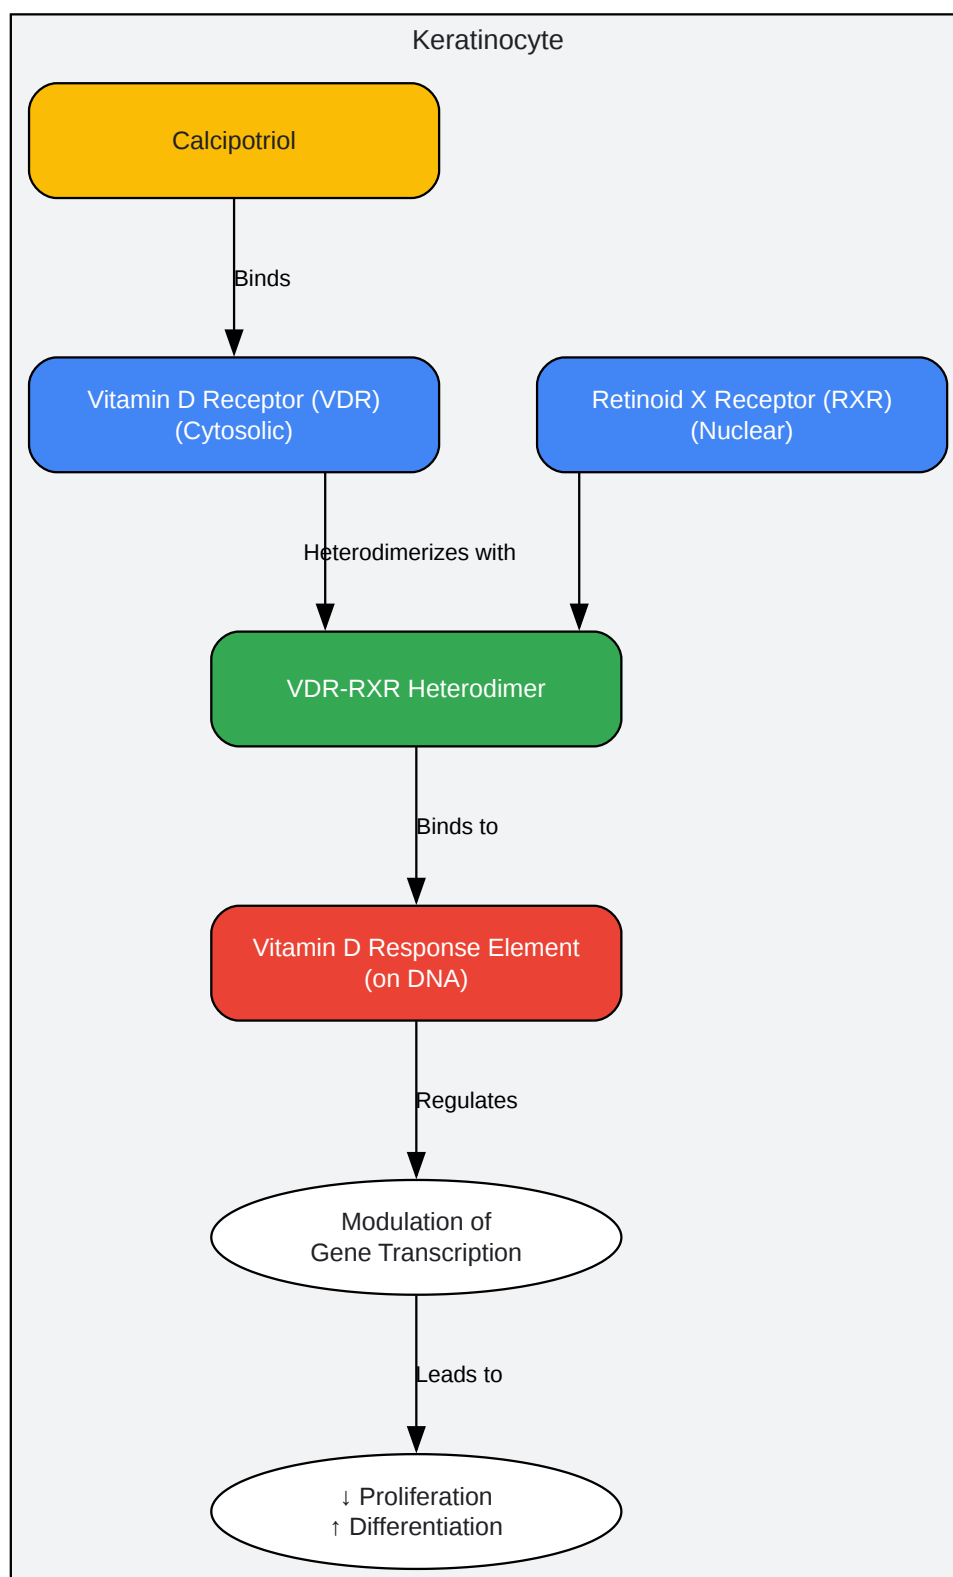 Keratinocyte
Calcipotriol
Binds
Vitamin D Receptor (VDR)
(Cytosolic)
Retinoid X Receptor (RXR)
(Nuclear)
Heterodimerizes with
VDR-RXR Heterodimer
Binds to
Vitamin D Response Element
(on DNA)
Regulates
Modulation of
Gene Transcription
Leads to
↓ Proliferation
↑ Differentiation